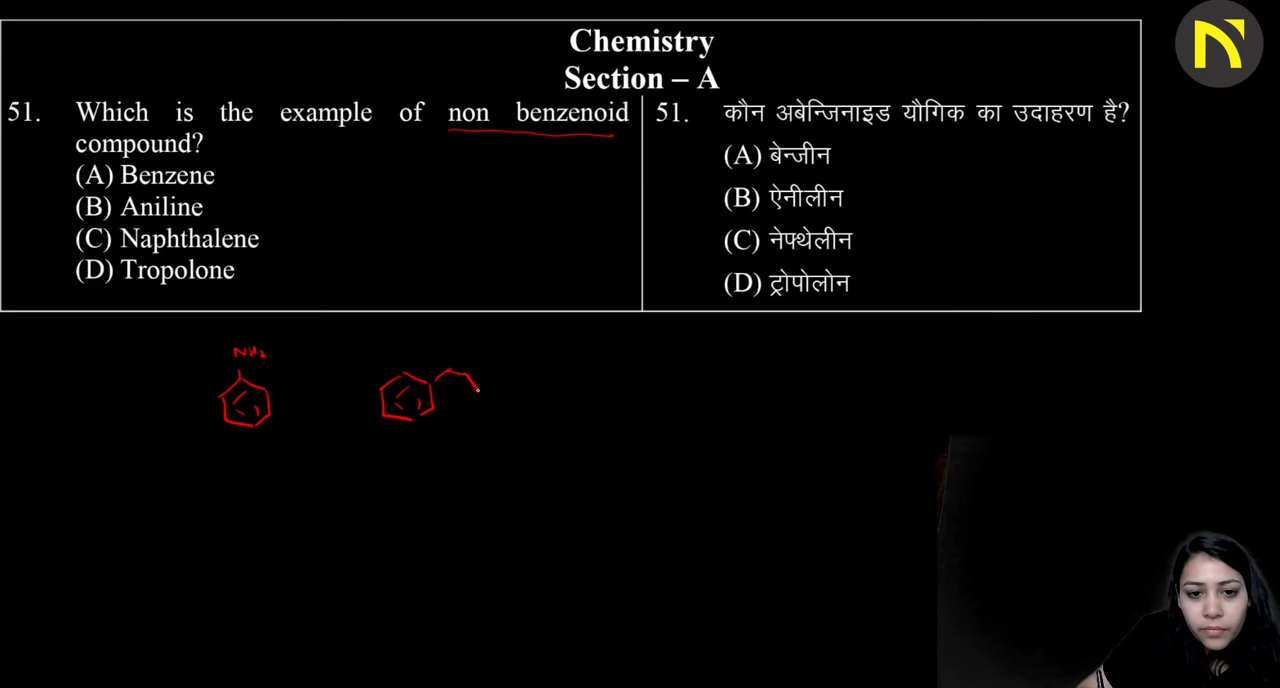 Chemistry
Section – A
51. Which is the example of non benzenoid
compound?
(A) Benzene
(B) Aniline
(C) Naphthalene
(D) Tropolone
51. कौन अबेन्जिनाइड यौगिक का उदाहरण है?
(A) बेन्जीन
(B) ऐनीलीन
(C) नेफ्थेलीन
(D) ट्रोपोलोन
NH2